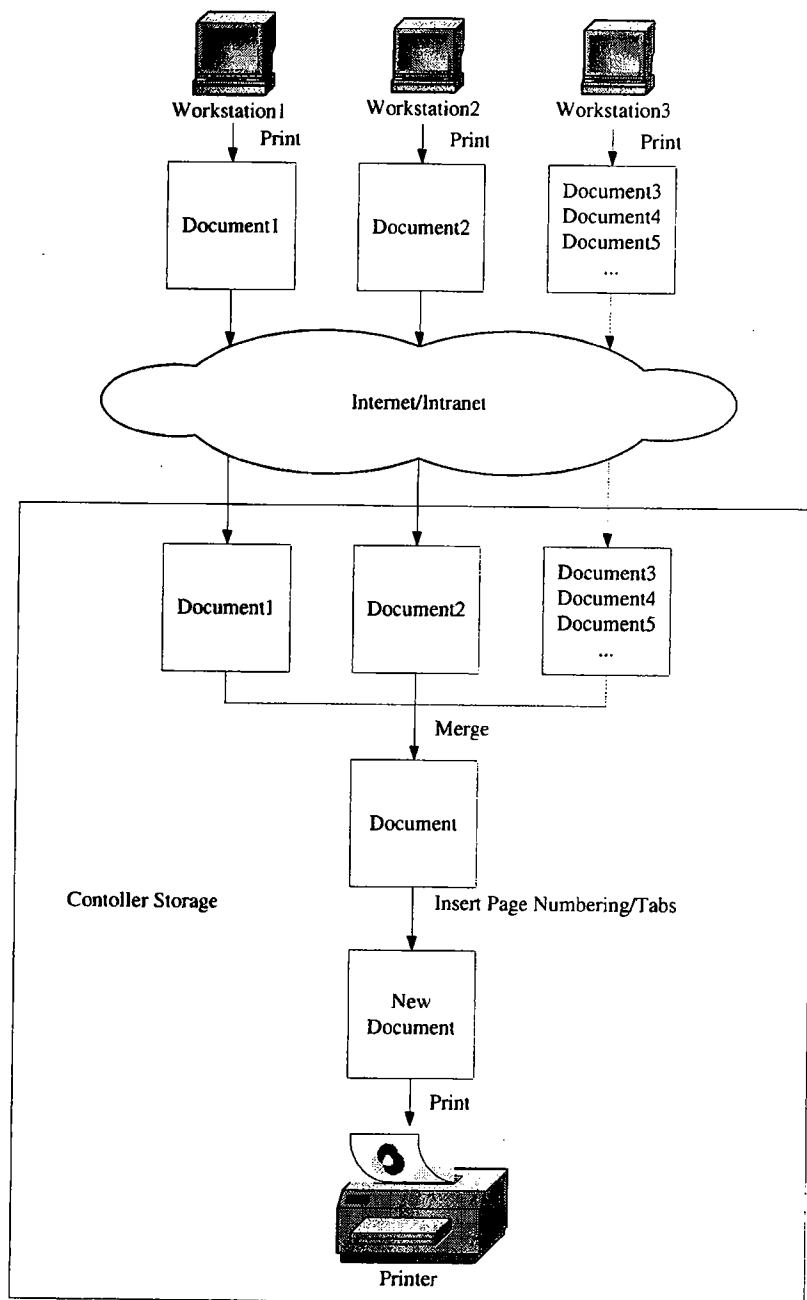 Workstation1
Workstation2
Workstation3
Print
Print
Print
Document1
Document2
Document3
Document4
Document5
...
Internet/Intranet
Document1
Document2
Document3
Document4
Document5
...
Merge
Document
Contoller Storage
Insert Page Numbering/Tabs
New
Document
Print
Printer